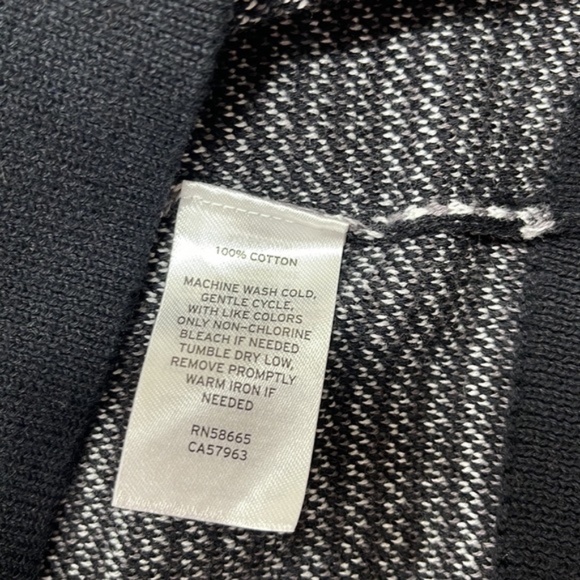 100% COTTON
MACHINE WASH COLD,
GENTLE CYCLE,
WITH LIKE COLORS
ONLY NON-CHLORINE
BLEACH IF NEEDED
TUMBLE DRY LOW,
REMOVE PROMPTLY
WARM IRON IF
NEEDED
RN58665
CA57963